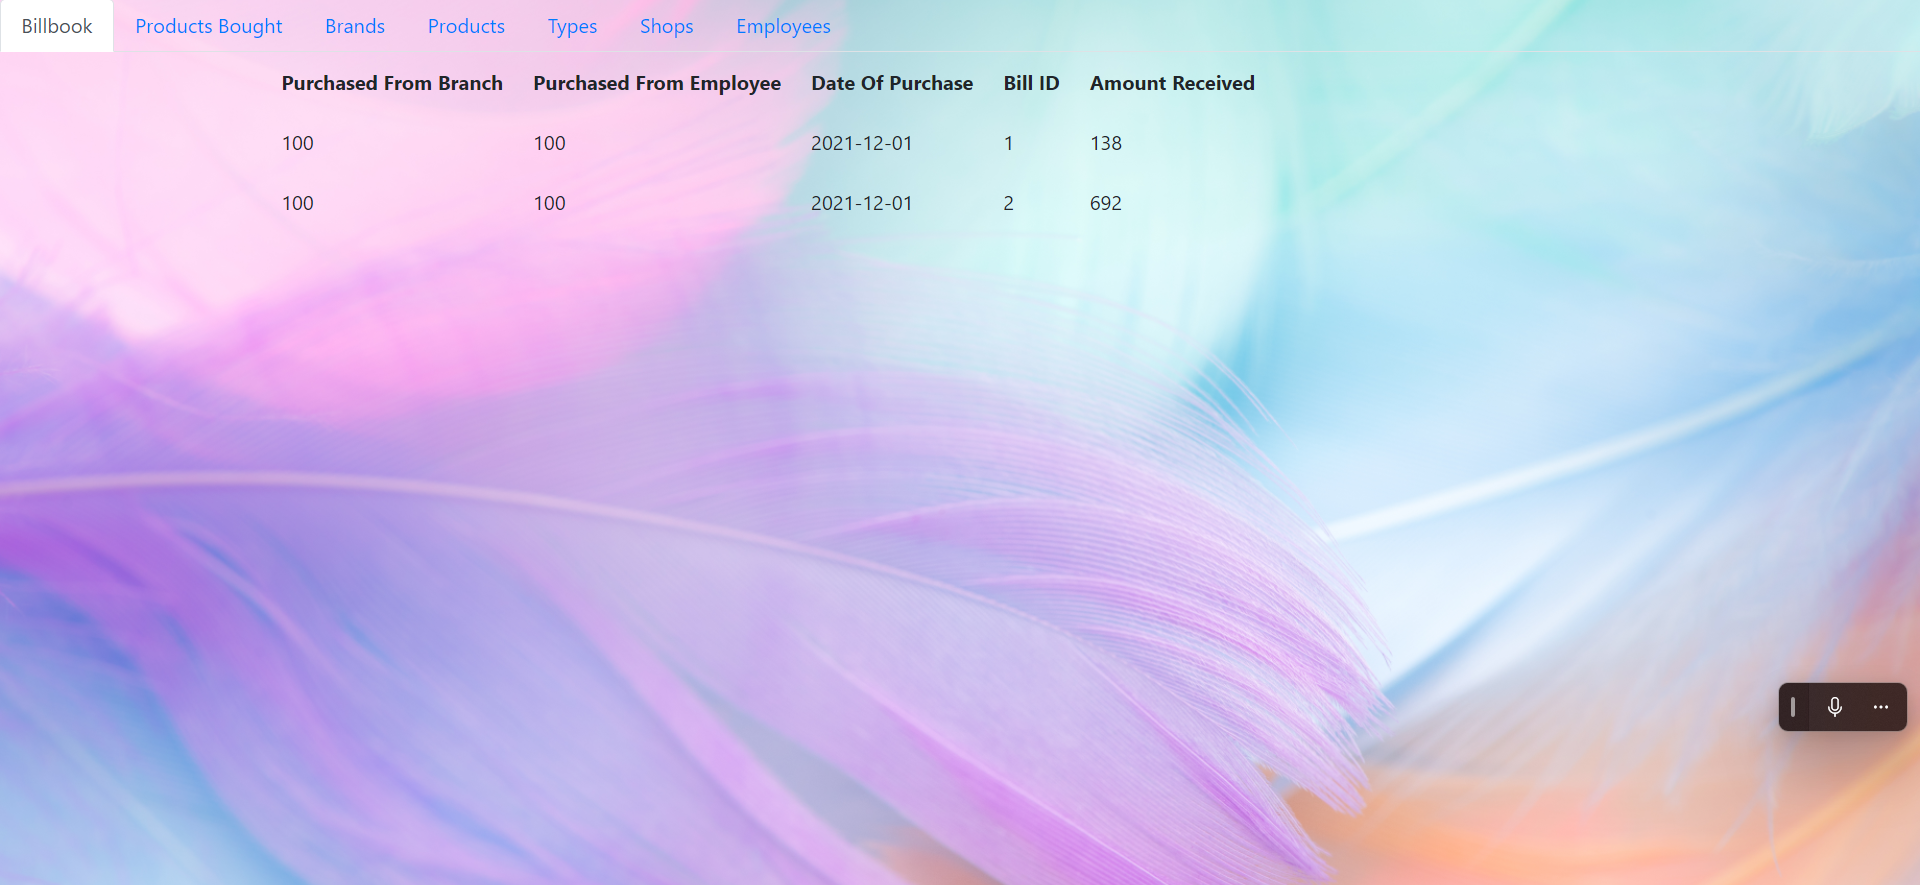 Billbook Products Bought Brands Products Types Shops Employees
Purchased From Branch Purchased From Employee Date Of Purchase Bill ID Amount Received
100 100 2021-12-01 1 138
100 100 2021-12-01 2 692